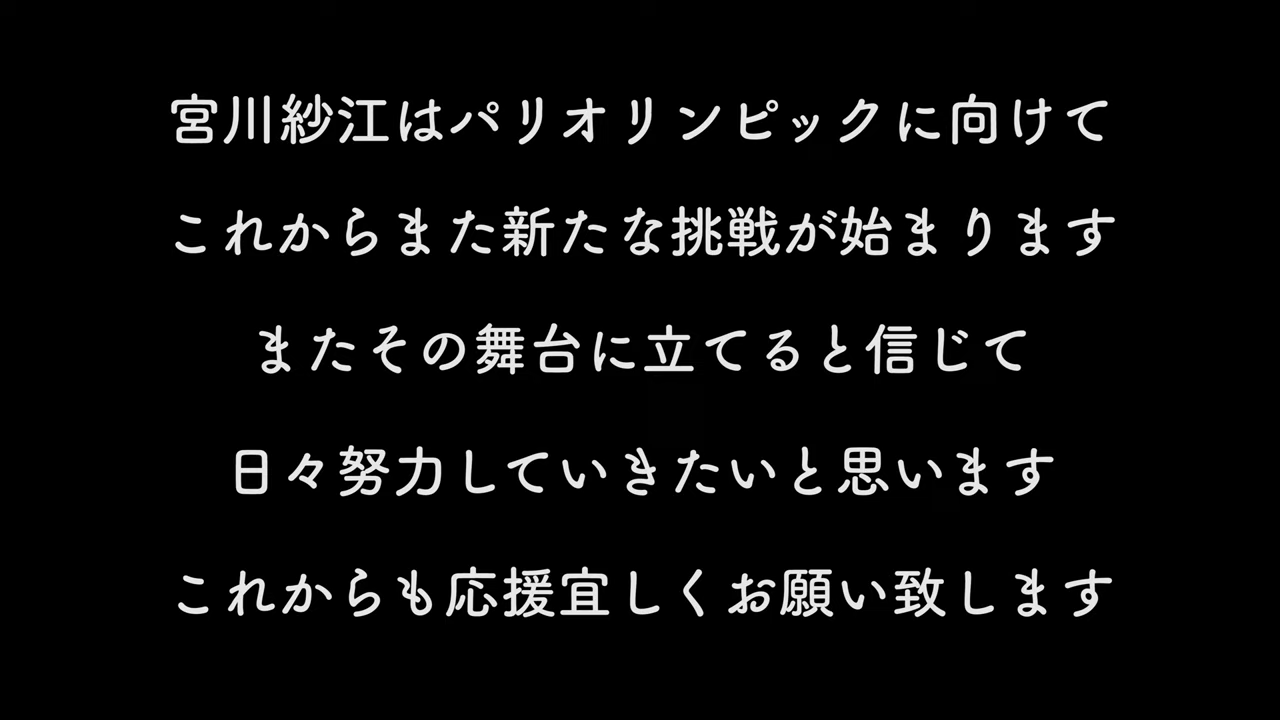 宮川紗江はパリオリンピックに向けて
これからまた新たな挑戦が始まります
またその舞台に立てると信じて
日々努力していきたいと思います
これからも応援宜しくお願い致します